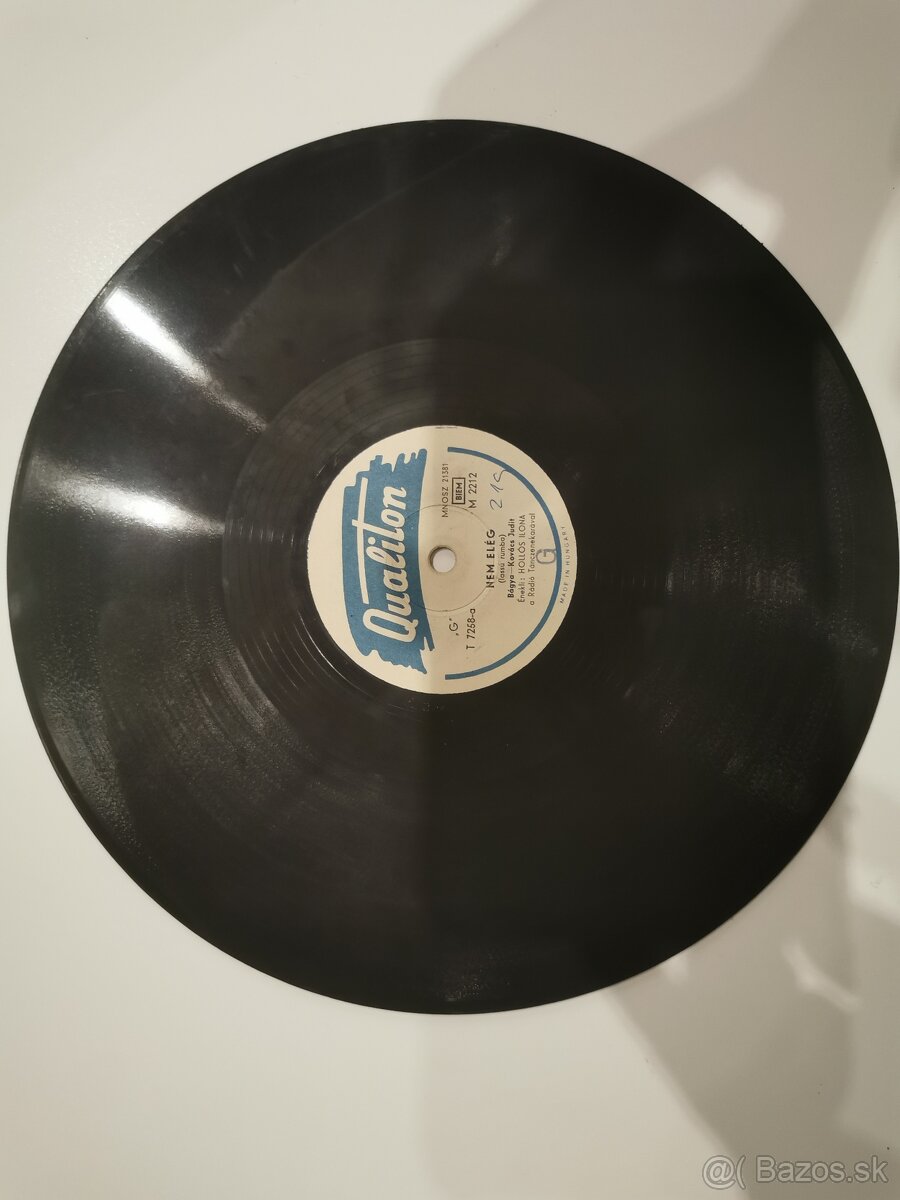 Qualiton
MNOSZ 21381
BIEM
„G”
T 7258-a
M 2212
219
NEM ELÉG
(lassú rumba)
Bágya—Kovács Judit
Énekli: HOLLÓS ILONA
a Rádió Tánczenekarával
G
MADE IN HUNGARY
@( Bazos.sk